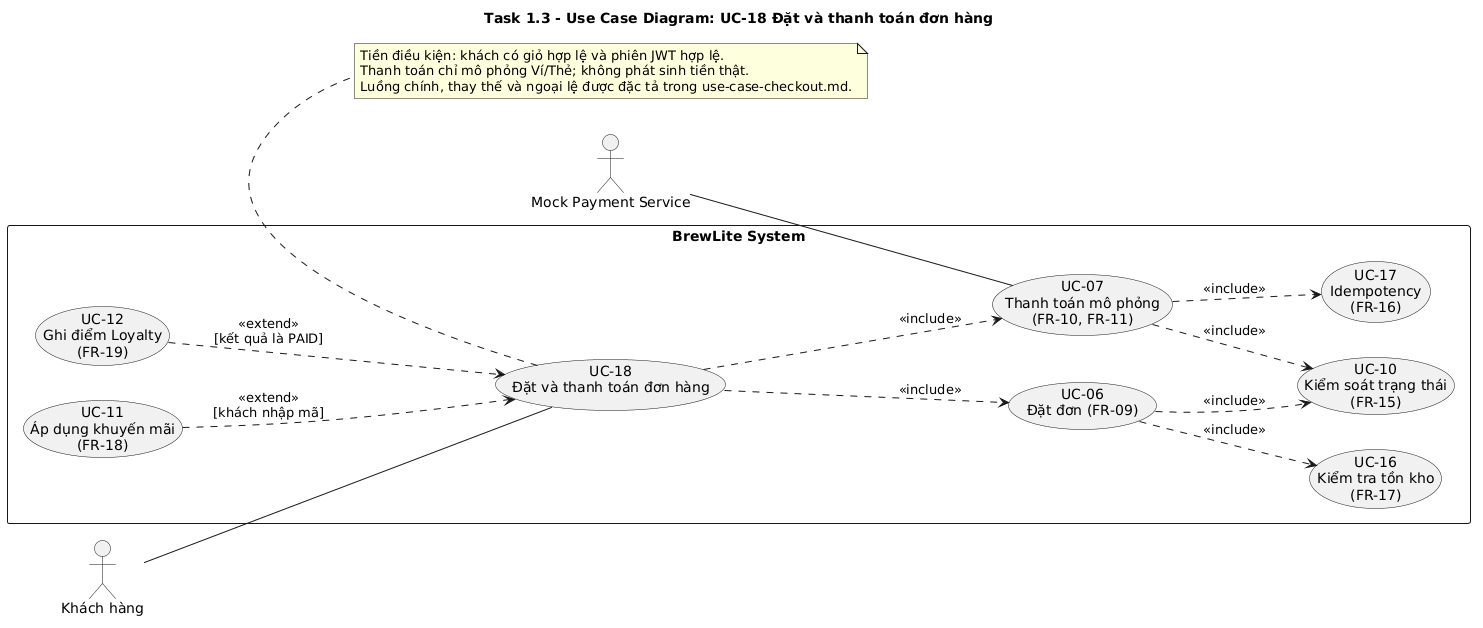 Task 1.3 - Use Case Diagram: UC-18 Đặt và thanh toán đơn hàng
Tiền điều kiện: khách có giỏ hợp lệ và phiên JWT hợp lệ.
Thanh toán chỉ mô phỏng Ví/Thẻ; không phát sinh tiền thật.
Luồng chính, thay thế và ngoại lệ được đặc tả trong use-case-checkout.md.
Mock Payment Service
BrewLite System
UC-12
Ghi điểm Loyalty
(FR-19)
«extend»
[kết quả là PAID]
UC-11
Áp dụng khuyến mãi
(FR-18)
«extend»
[khách nhập mã]
UC-18
Đặt và thanh toán đơn hàng
«include»
«include»
UC-07
Thanh toán mô phỏng
(FR-10, FR-11)
UC-06
Đặt đơn (FR-09)
«include»
«include»
«include»
«include»
UC-17
Idempotency
(FR-16)
UC-10
Kiểm soát trạng thái
(FR-15)
UC-16
Kiểm tra tồn kho
(FR-17)
Khách hàng